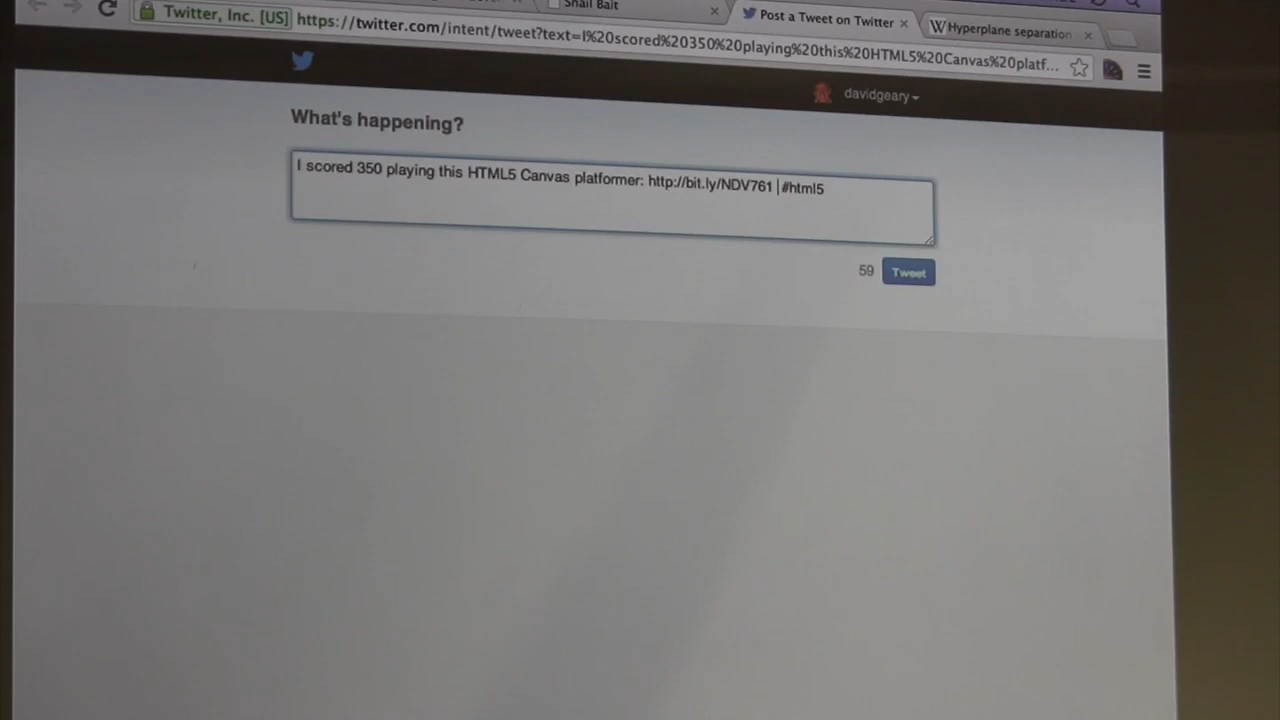 Snail Bait
Post a Tweet on Twitter
Hyperplane separation
Twitter, Inc. [US] https://twitter.com/intent/tweet?text=I%20scored%20350%20playing%20this%20HTML5%20Canvas%20platf...
davidgeary
What's happening?
I scored 350 playing this HTML5 Canvas platformer: http://bit.ly/NDV761 #html5
59 Tweet